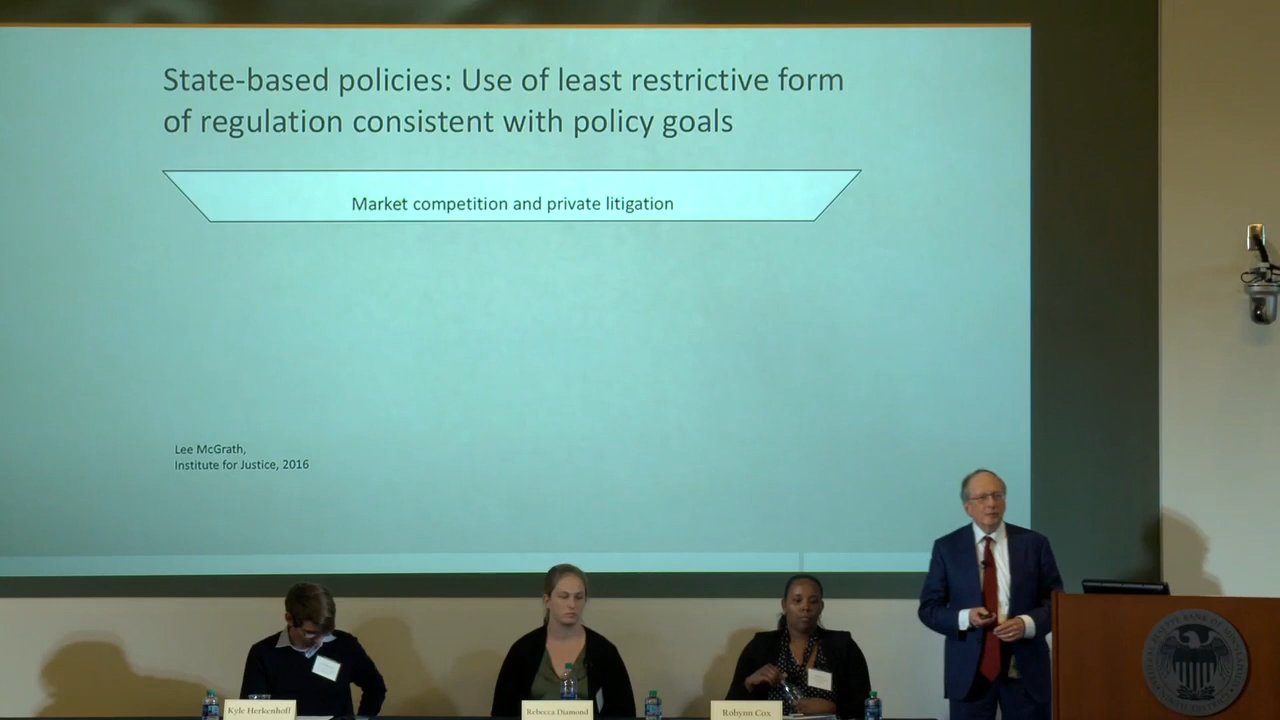 State-based policies: Use of least restrictive form
of regulation consistent with policy goals
Market competition and private litigation
Lee McGrath,
Institute for Justice, 2016
Kyle Herkenhoff
Rebecca Diamond
Robynn Cox